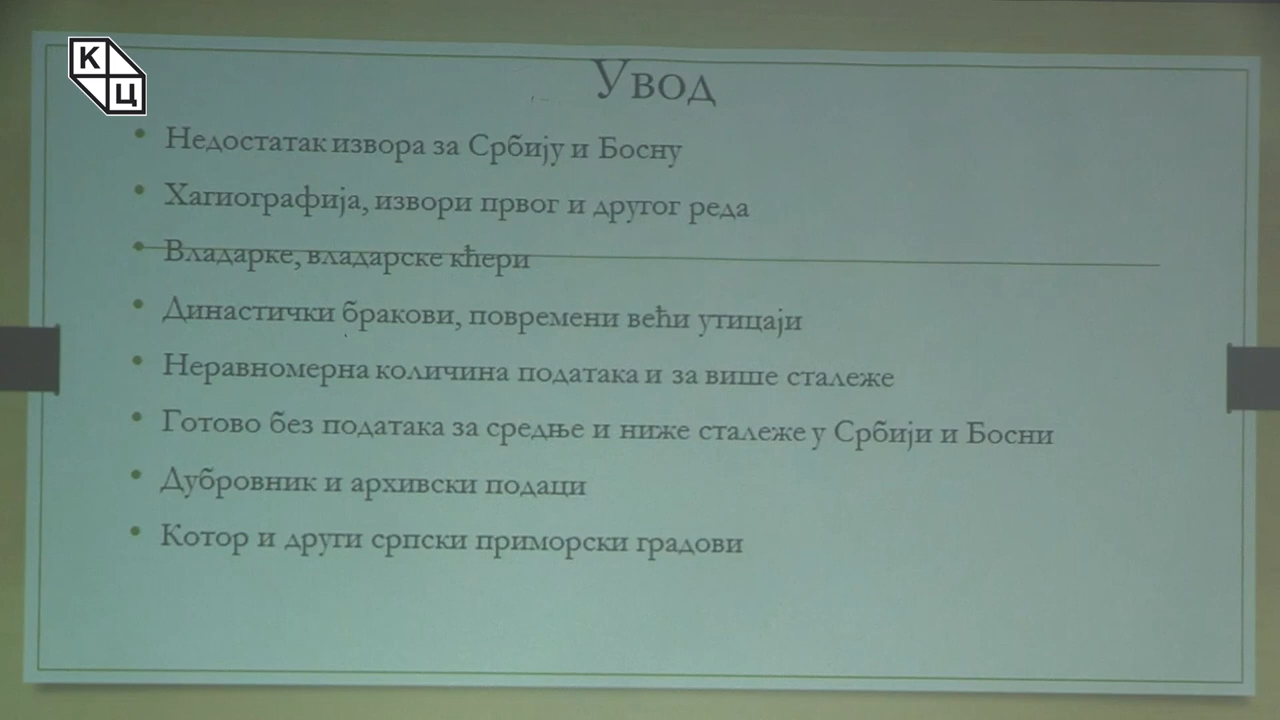 К
Ц
Увод
• Недостатак извора за Србију и Босну
• Хагиографија, извори првог и другог реда
• Владарке, владарске кћери
• Династички бракови, повремени већи утицаји
• Неравномерна количина података и за више сталеже
• Готово без података за средње и ниже сталеже у Србији и Босни
• Дубровник и архивски подаци
• Котор и други српски приморски градови